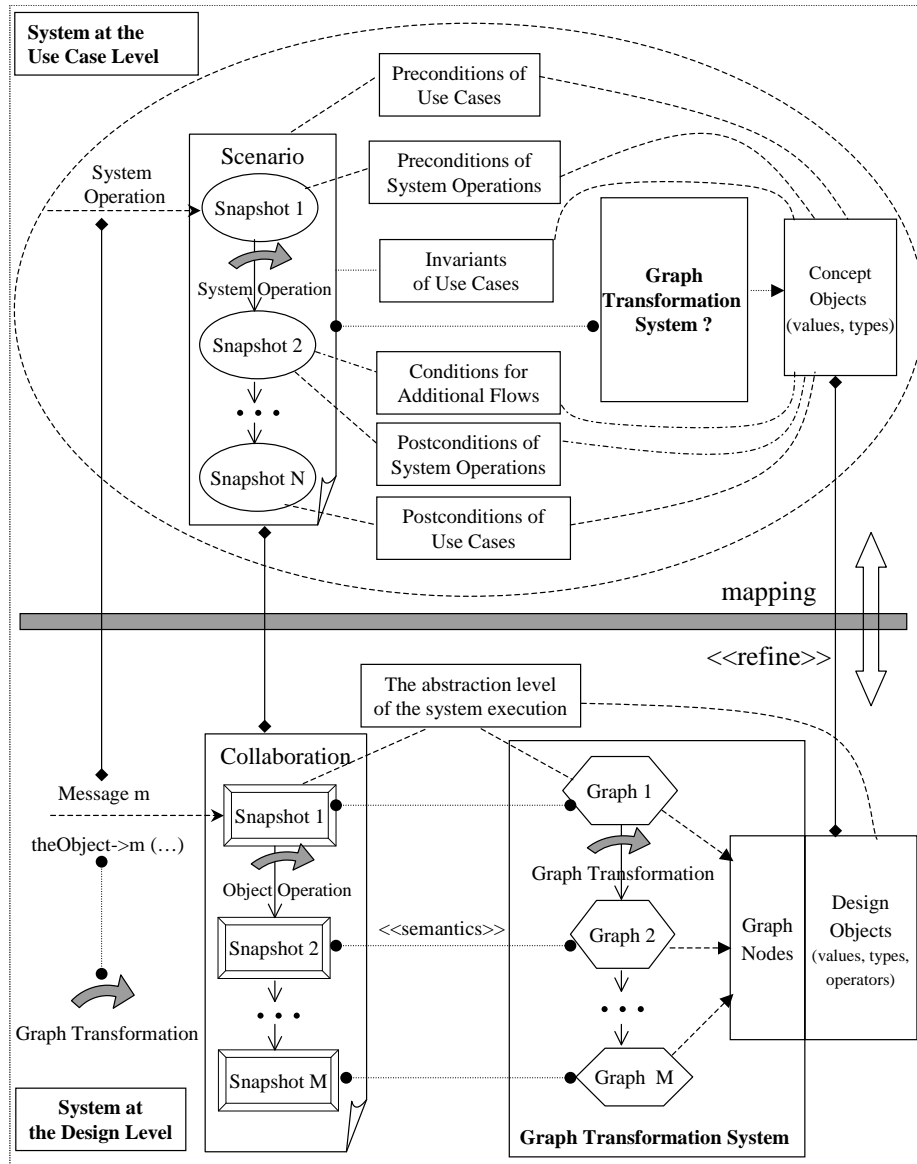 System at the
Use Case Level
Preconditions of
Use Cases
Scenario
Preconditions of
System Operations
System
Operation
Snapshot 1
Invariants
of Use Cases
System Operation
Graph
Transformation
System ?
Concept
Objects
(values, types)
Snapshot 2
Conditions for
Additional Flows
• • •
Postconditions of
System Operations
Snapshot N
Postconditions of
Use Cases
mapping
<<refine>>
The abstraction level
of the system execution
Collaboration
Message m
Snapshot 1
Graph 1
theObject->m (…)
Object Operation
Graph Transformation
Snapshot 2
<<semantics>>
Graph 2
Graph
Nodes
Design
Objects
(values, types,
operators)
• • •
• • •
Graph Transformation
Snapshot M
Graph M
System at
the Design Level
Graph Transformation System